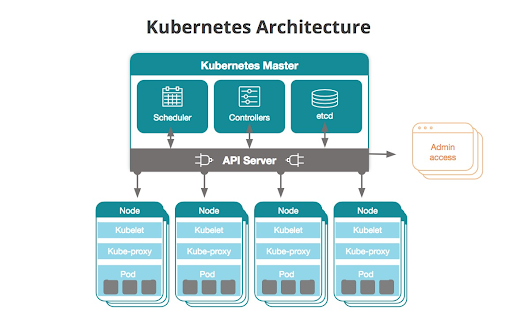 Kubernetes Architecture
Kubernetes Master
Scheduler
Controllers
etcd
API Server
Admin
access
Node
Kubelet
Kube-proxy
Pod
Node
Kubelet
Kube-proxy
Pod
Node
Kubelet
Kube-proxy
Pod
Node
Kubelet
Kube-proxy
Pod